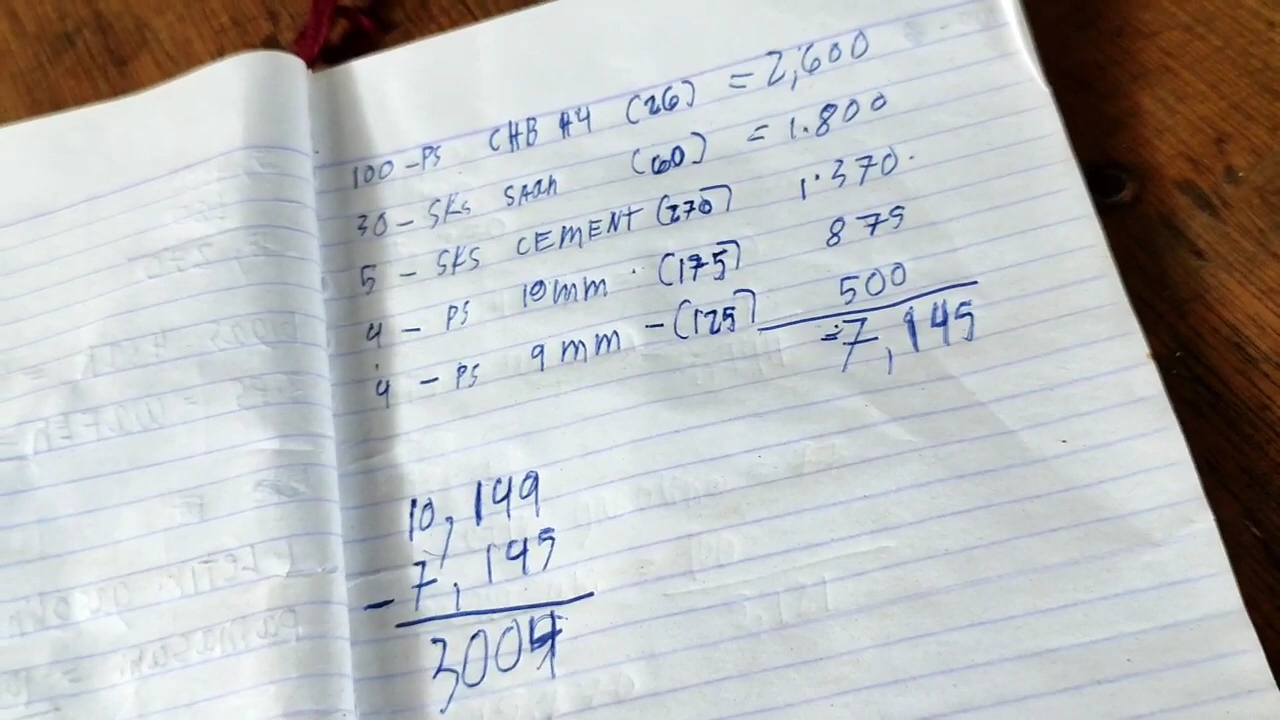 100 - PS CHB #4 (26) = 2,600
30 - SKS SAND (60) = 1.800
5 - SKS CEMENT (270) 1.370.
4 - PS 10mm. (175) 875
4 - PS 9mm - (125) 500
=7,145
10,149
- 7,145
3004